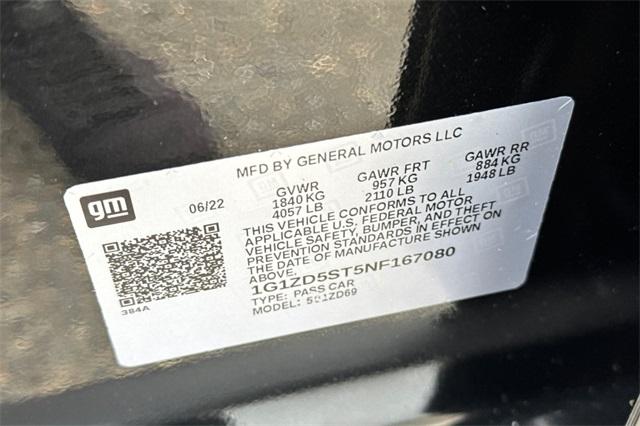 MFD BY GENERAL MOTORS LLC
gm
06/22
GVWR
1840 KG
4057 LB
GAWR FRT
957 KG
2110 LB
GAWR RR
884 KG
1948 LB
THIS VEHICLE CONFORMS TO ALL
APPLICABLE U.S. FEDERAL MOTOR
VEHICLE SAFETY, BUMPER, AND THEFT
PREVENTION STANDARDS IN EFFECT ON
THE DATE OF MANUFACTURE SHOWN
ABOVE.
1G1ZD5ST5NF167080
TYPE: PASS CAR
MODEL:
384A